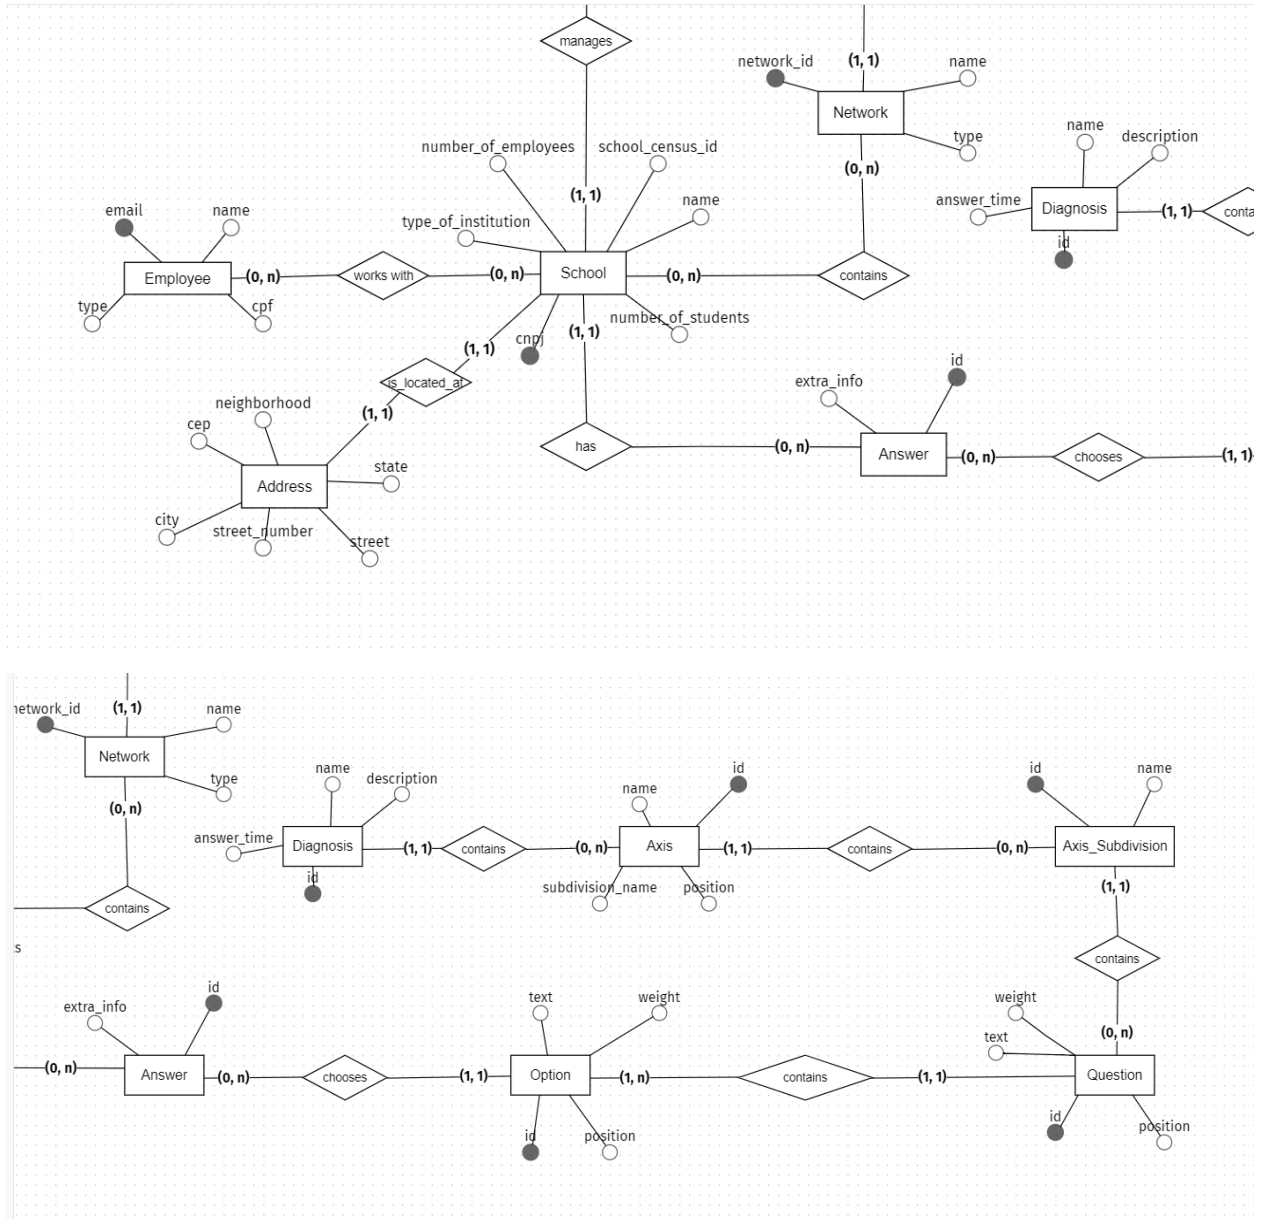 manages
network_id
(1, 1)
name
Network
type
(0, n)
name
description
answer_time
Diagnosis
(1, 1)
conta
id
number_of_employees
school_census_id
(1, 1)
name
type_of_institution
email
name
Employee
(0, n)
works with
(0, n)
School
(0, n)
contains
type
cpf
number_of_students
(1, 1)
cnpj
(1, 1)
is_located_at
(1, 1)
neighborhood
cep
state
Address
city
street_number
street
has
(0, n)
extra_info
id
Answer
(0, n)
chooses
(1, 1)
network_id
(1, 1)
name
Network
type
(0, n)
contains
s
name
description
answer_time
Diagnosis
(1, 1)
contains
(0, n)
id
name
id
Axis
(1, 1)
contains
(0, n)
subdivision_name
position
id
name
Axis_Subdivision
(1, 1)
contains
(0, n)
extra_info
id
(0, n)
Answer
(0, n)
chooses
(1, 1)
text
weight
Option
(1, n)
contains
(1, 1)
id
position
weight
text
Question
id
position